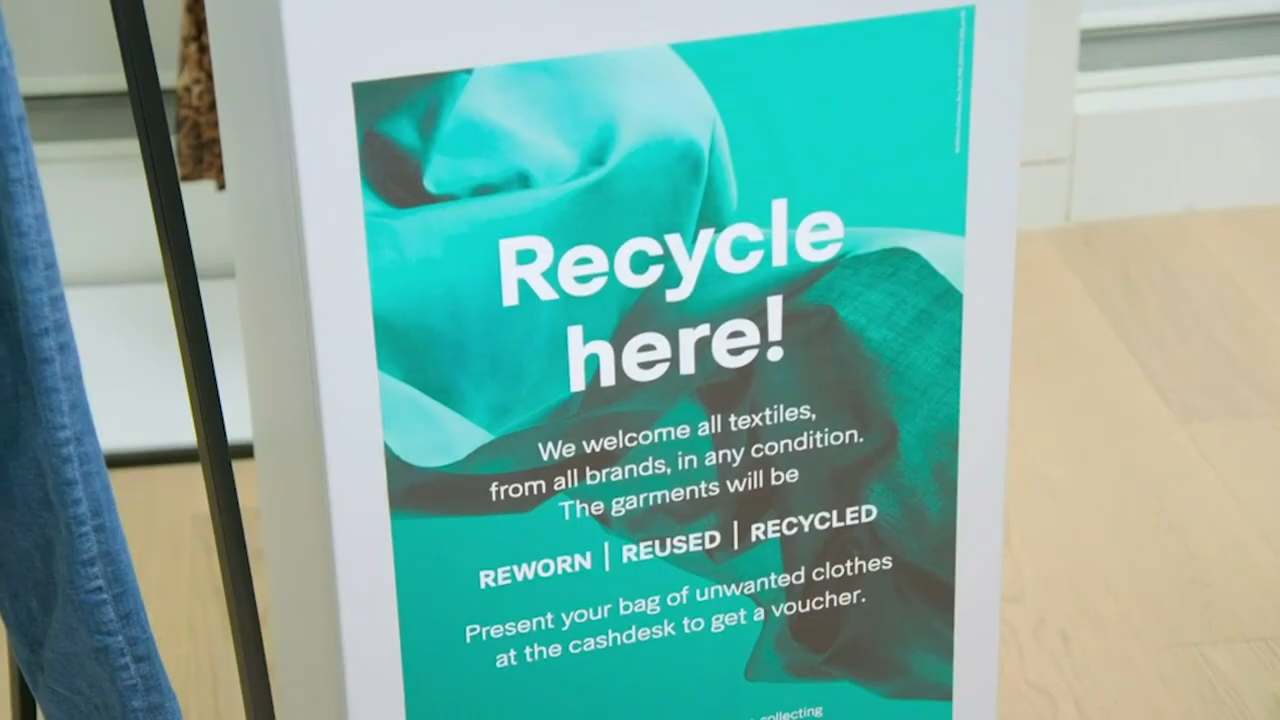 Recycle
here!
We welcome all textiles,
from all brands, in any condition.
The garments will be
REWORN | REUSED | RECYCLED
Present your bag of unwanted clothes
at the cashdesk to get a voucher.
collecting